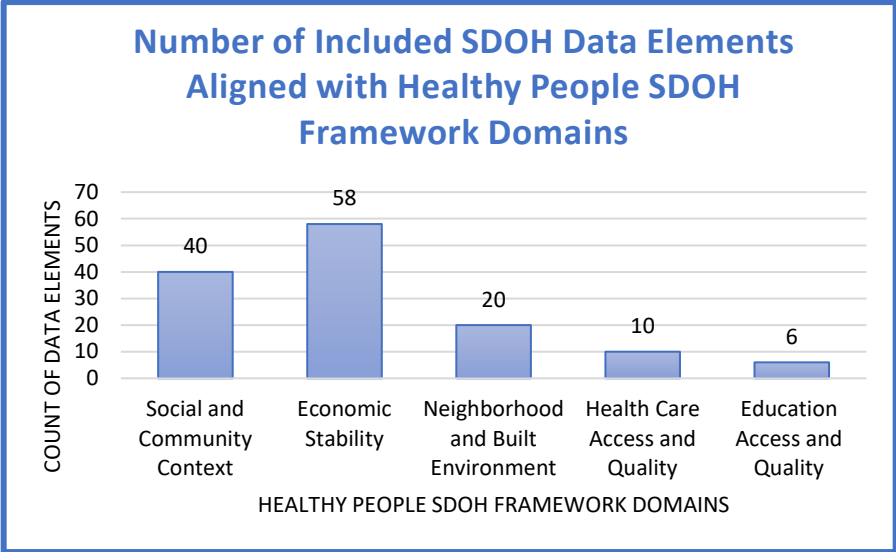 Number of Included SDOH Data Elements
Aligned with Healthy People SDOH
Framework Domains
COUNT OF DATA ELEMENTS
70
60
50
40
30
20
10
0
40
58
20
10
6
Social and
Community
Context
Economic
Stability
Neighborhood
and Built
Environment
Health Care
Access and
Quality
Education
Access and
Quality
HEALTHY PEOPLE SDOH FRAMEWORK DOMAINS